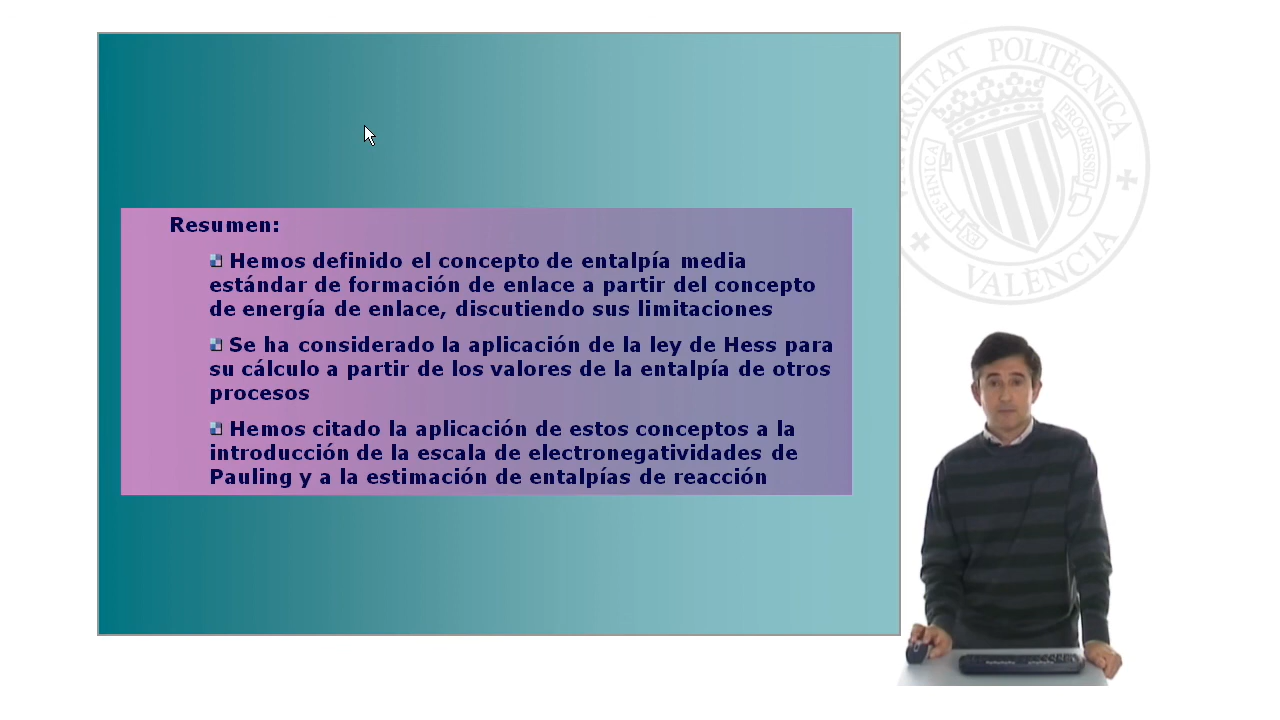 Resumen:
Hemos definido el concepto de entalpía media
estándar de formación de enlace a partir del concepto
de energía de enlace, discutiendo sus limitaciones
Se ha considerado la aplicación de la ley de Hess para
su cálculo a partir de los valores de la entalpía de otros
procesos
Hemos citado la aplicación de estos conceptos a la
introducción de la escala de electronegatividades de
Pauling y a la estimación de entalpías de reacción
POLITÈCNICA
VALÈNCIA
EX TECHNICA
PROGRESSIO